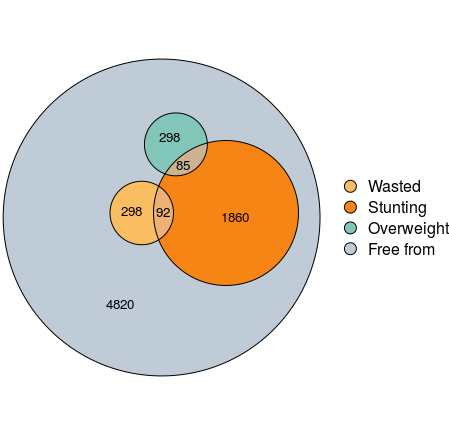 298
85
298 92 1860
4820
Wasted
Stunting
Overweight
Free from